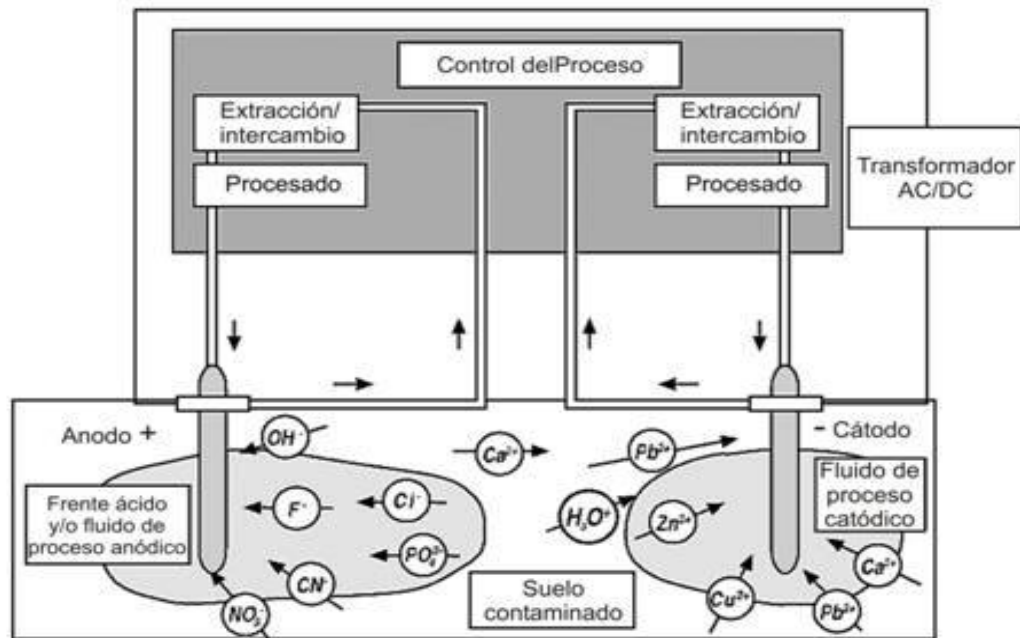 Control delProceso
Extracción/
intercambio
Procesado
Extracción/
intercambio
Procesado
Transformador
AC/DC
Anodo +
- Cátodo
OH⁻
Ca²⁺
Pb²⁺
Fluido de
proceso
catódico
Frente ácido
y/o fluido de
proceso anódico
F⁻
Cl⁻
H₃O⁺
Zn²⁺
PO₄³⁻
CN⁻
NO₃⁻
Suelo
contaminado
Cu²⁺
Pb²⁺
Ca²⁺